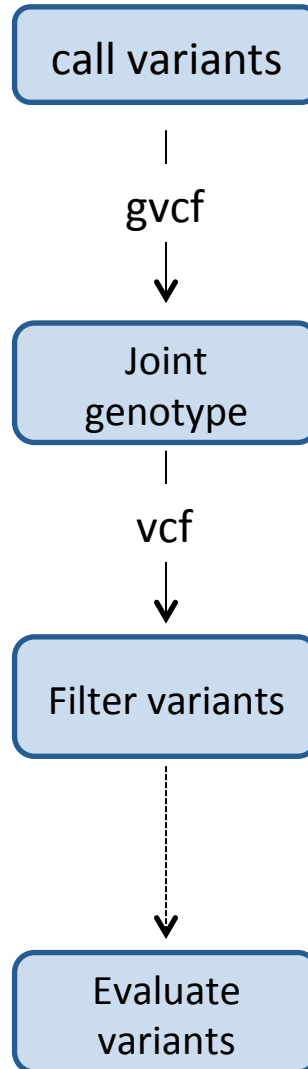 call variants
gvcf
Joint
genotype
vcf
Filter variants
Evaluate
variants